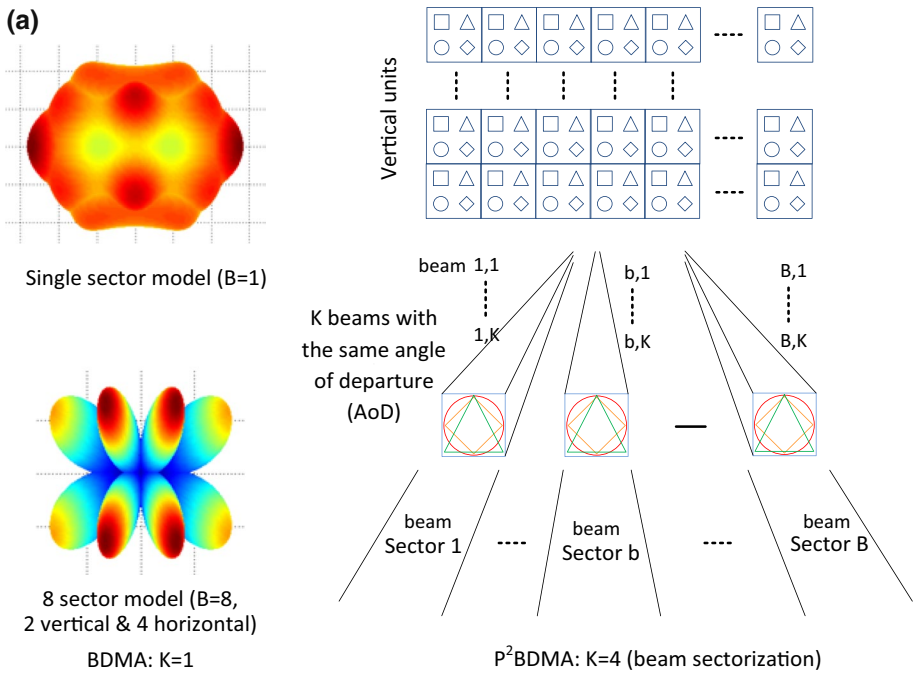 (a)
Single sector model (B=1)
8 sector model (B=8,
2 vertical & 4 horizontal)
BDMA: K=1
Vertical units
beam 1,1
1,K
b,1
b,K
B,1
B,K
K beams with
the same angle
of departure
(AoD)
beam
Sector 1
beam
Sector b
beam
Sector B
P²BDMA: K=4 (beam sectorization)